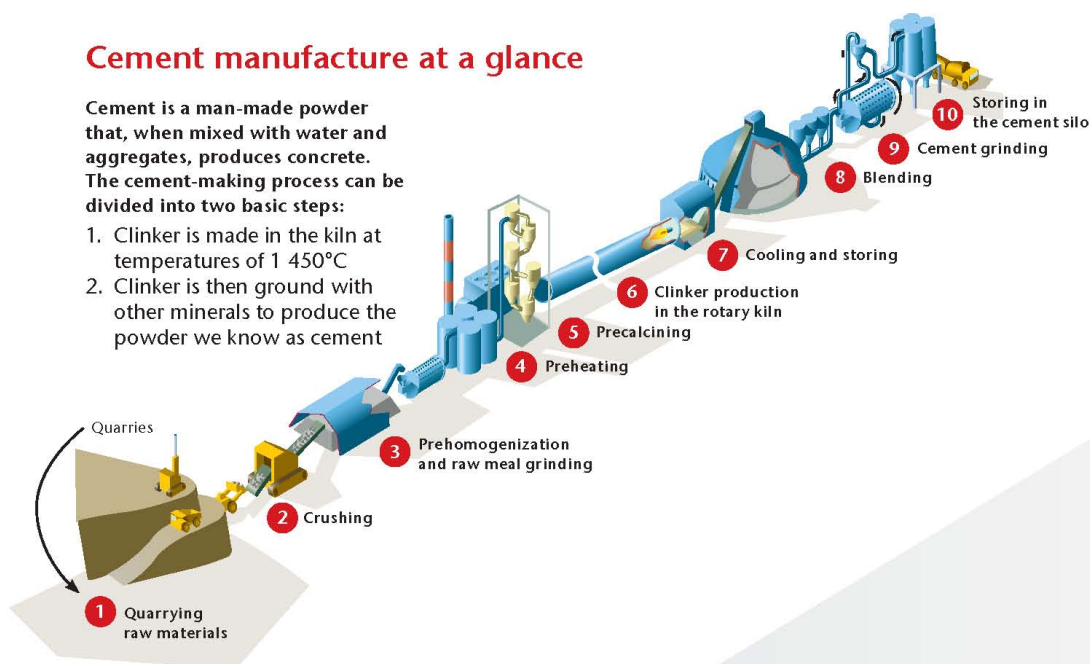 Cement manufacture at a glance
Cement is a man-made powder
that, when mixed with water and
aggregates, produces concrete.
The cement-making process can be
divided into two basic steps:
1. Clinker is made in the kiln at
temperatures of 1 450°C
2. Clinker is then ground with
other minerals to produce the
powder we know as cement
Quarries
1 Quarrying
raw materials
2 Crushing
3 Prehomogenization
and raw meal grinding
4 Preheating
5 Precalcining
6 Clinker production
in the rotary kiln
7 Cooling and storing
8 Blending
9 Cement grinding
10 Storing in
the cement silo